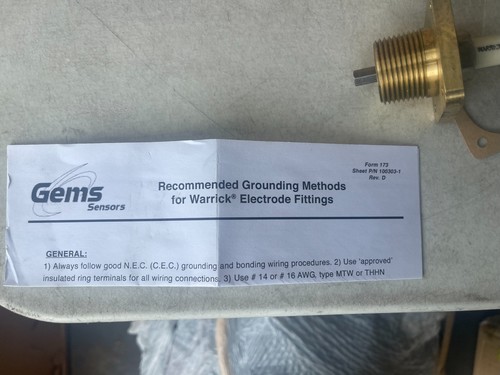 Form 173
Sheet P/N 100303-1
Rev. D
Gems
Sensors
Recommended Grounding Methods
for Warrick® Electrode Fittings
GENERAL:
1) Always follow good N.E.C. (C.E.C.) grounding and bonding wiring procedures. 2) Use 'approved'
insulated ring terminals for all wiring connections. 3) Use # 14 or # 16 AWG, type MTW or THHN